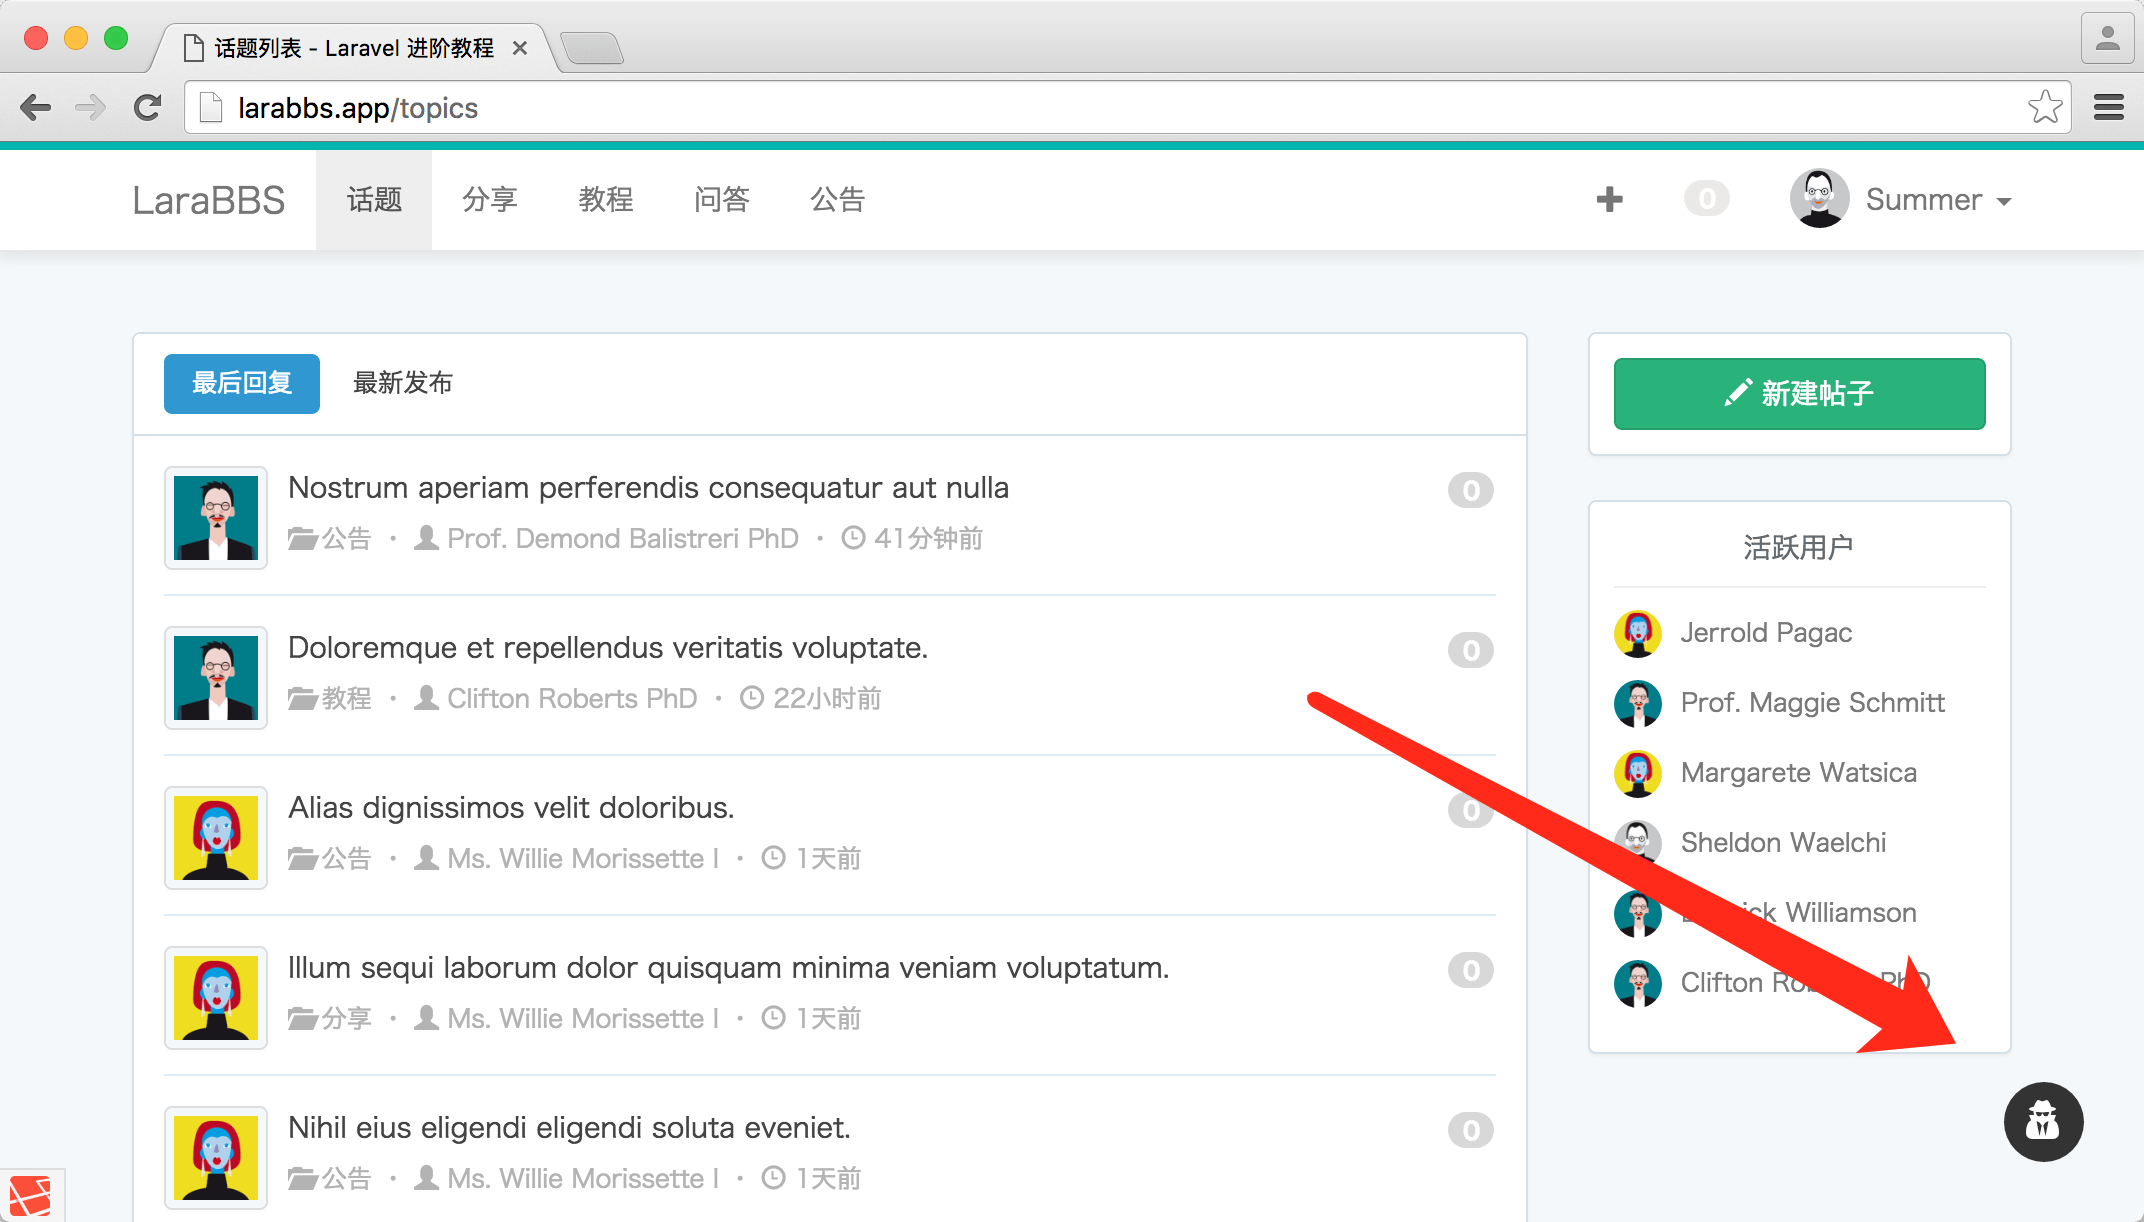 话题列表 - Laravel 进阶教程
larabbs.app/topics
LaraBBS 话题 分享 教程 问答 公告 0 Summer
最后回复 最新发布
Nostrum aperiam perferendis consequatur aut nulla 0
公告 • Prof. Demond Balistreri PhD • 41分钟前
Doloremque et repellendus veritatis voluptate. 0
教程 • Clifton Roberts PhD • 22小时前
Alias dignissimos velit doloribus. 0
公告 • Ms. Willie Morissette I • 1天前
Illum sequi laborum dolor quisquam minima veniam voluptatum. 0
分享 • Ms. Willie Morissette I • 1天前
Nihil eius eligendi eligendi soluta eveniet. 0
公告 • Ms. Willie Morissette I • 1天前
新建帖子
活跃用户
Jerrold Pagac
Prof. Maggie Schmitt
Margarete Watsica
Sheldon Waelchi
Williamson
Clifton PhD